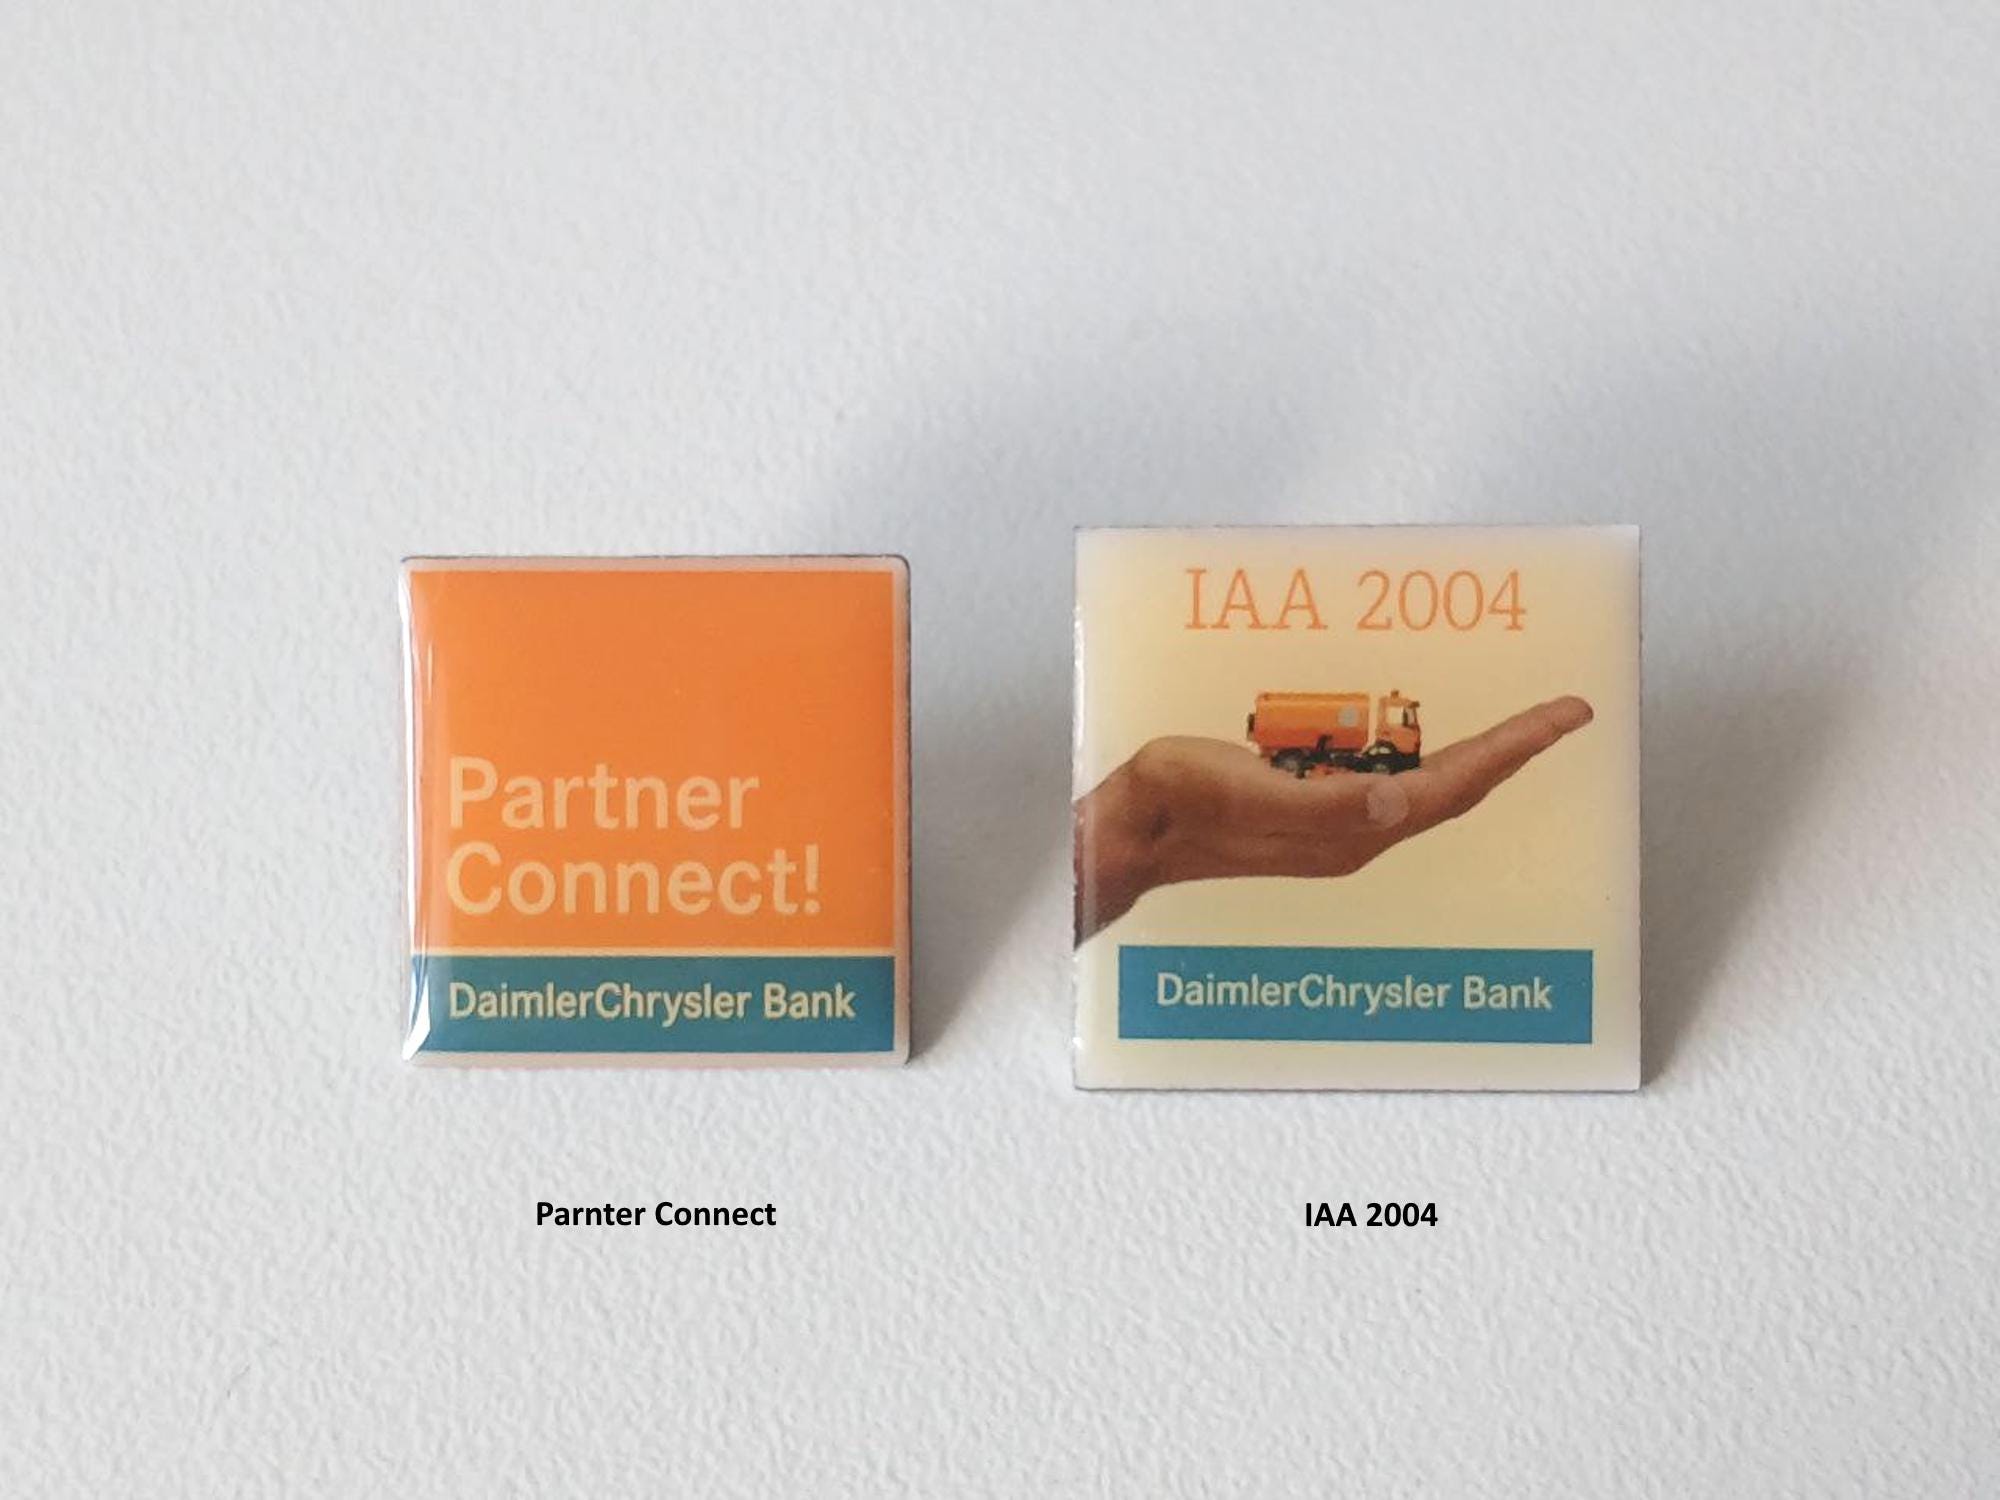 Partner
Connect!
DaimlerChrysler Bank
IAA 2004
DaimlerChrysler Bank
Parnter Connect
IAA 2004